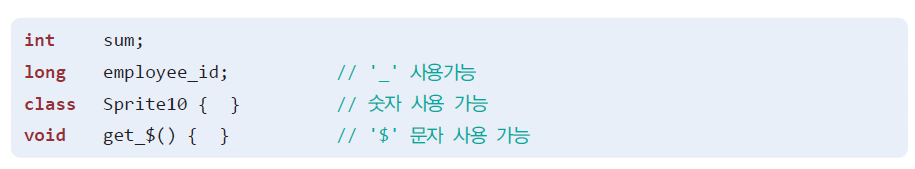 int sum;
long employee_id; // '_' 사용가능
class Sprite10 { } // 숫자 사용 가능
void get_$() { } // '$' 문자 사용 가능